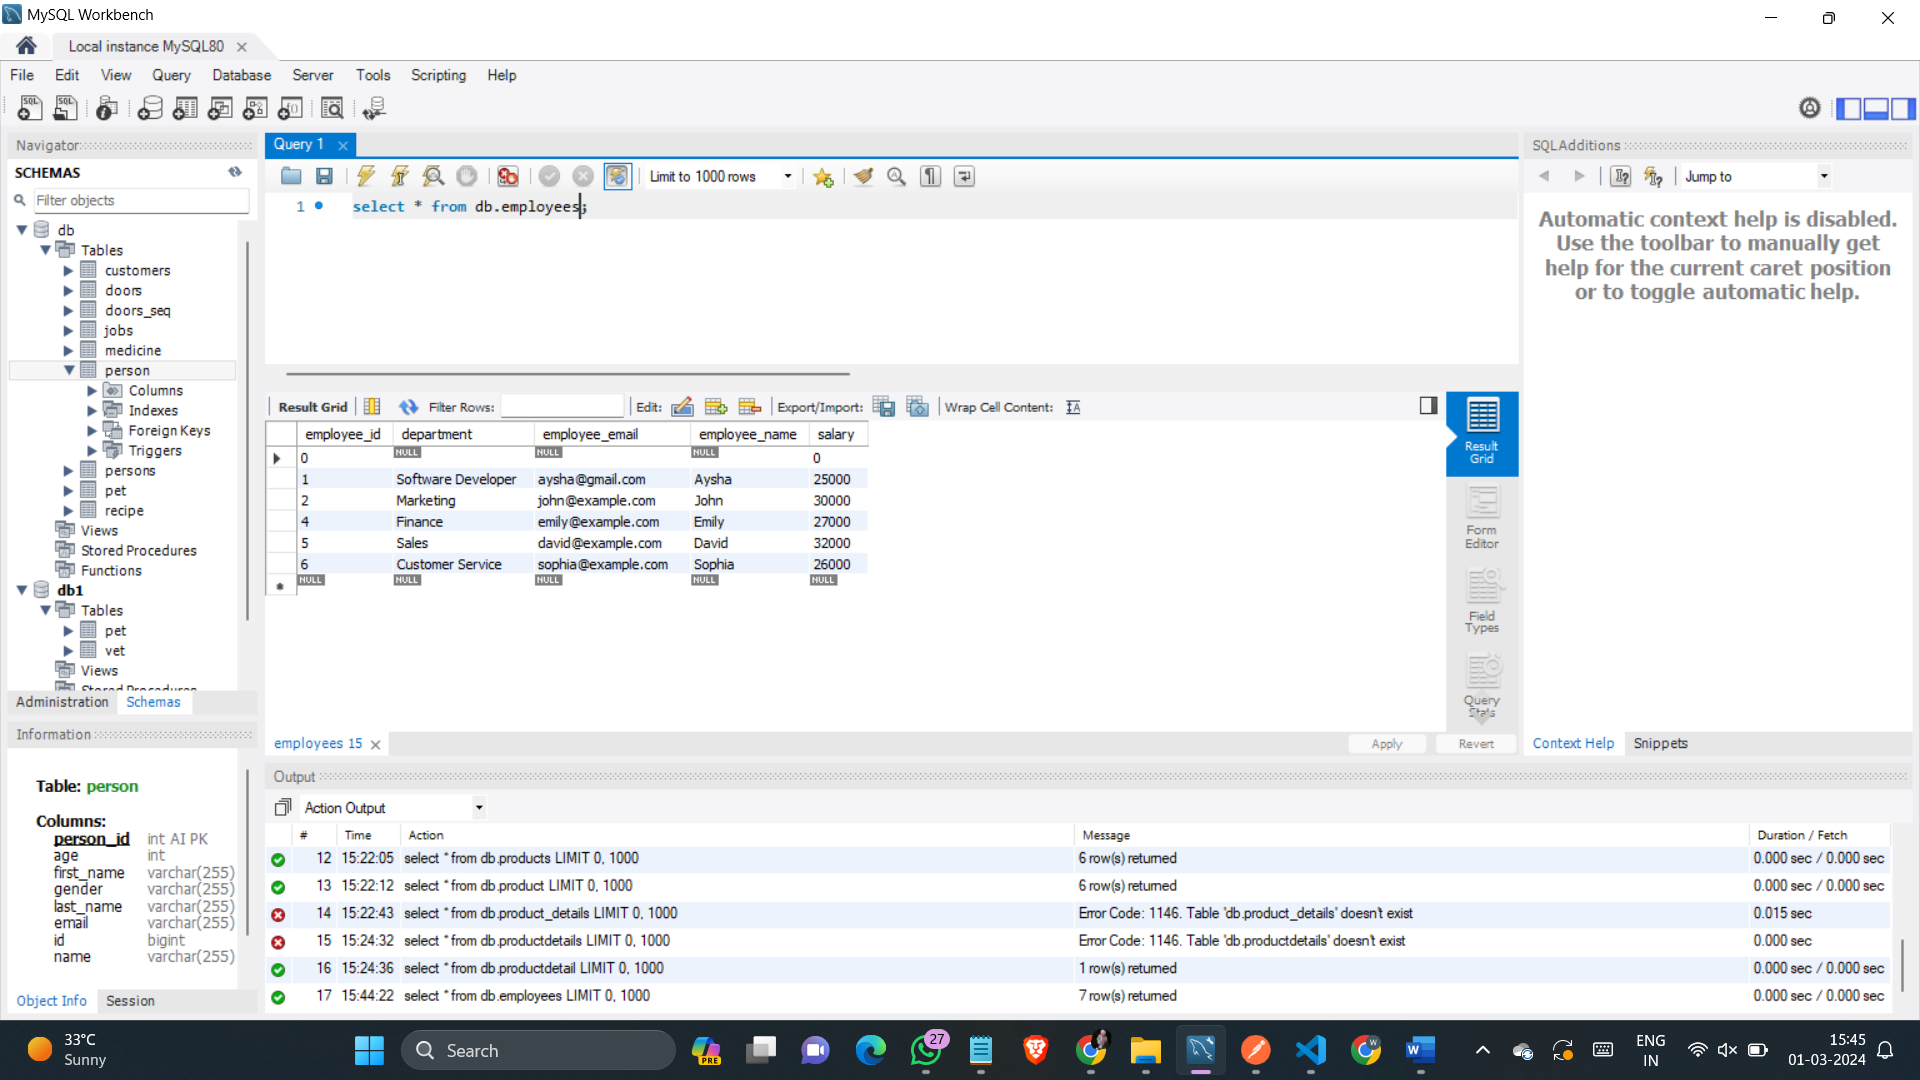 MySQL Workbench
Local instance MySQL80
File Edit View Query Database Server Tools Scripting Help
Navigator
SCHEMAS
Filter objects
db
Tables
customers
doors
doors_seq
jobs
medicine
person
Columns
Indexes
Foreign Keys
Triggers
persons
pet
recipe
Views
Stored Procedures
Functions
db1
Tables
pet
vet
Views
Stored Procedures
Administration Schemas
Information
Table: person
Columns:
person_id int AI PK
age int
first_name varchar(255)
gender varchar(255)
last_name varchar(255)
email varchar(255)
id bigint
name varchar(255)
Object Info Session
Query 1
Limit to 1000 rows
1 select * from db.employees;
Result Grid Filter Rows: Edit: Export/Import: Wrap Cell Content:
employee_id department employee_email employee_name salary
0 NULL NULL NULL 0
1 Software Developer aysha@gmail.com Aysha 25000
2 Marketing john@example.com John 30000
4 Finance emily@example.com Emily 27000
5 Sales david@example.com David 32000
6 Customer Service sophia@example.com Sophia 26000
NULL NULL NULL NULL NULL
Result
Grid
Form
Editor
Field
Types
Query
Stats
employees 15 Apply Revert
SQLAdditions
Jump to
Automatic context help is disabled.
Use the toolbar to manually get
help for the current caret position
or to toggle automatic help.
Context Help Snippets
Output
Action Output
# Time Action Message Duration / Fetch
12 15:22:05 select * from db.products LIMIT 0, 1000 6 row(s) returned 0.000 sec / 0.000 sec
13 15:22:12 select * from db.product LIMIT 0, 1000 6 row(s) returned 0.000 sec / 0.000 sec
14 15:22:43 select * from db.product_details LIMIT 0, 1000 Error Code: 1146. Table 'db.product_details' doesn't exist 0.015 sec
15 15:24:32 select * from db.productdetails LIMIT 0, 1000 Error Code: 1146. Table 'db.productdetails' doesn't exist 0.000 sec
16 15:24:36 select * from db.productdetail LIMIT 0, 1000 1 row(s) returned 0.000 sec / 0.000 sec
17 15:44:22 select * from db.employees LIMIT 0, 1000 7 row(s) returned 0.000 sec / 0.000 sec
33°C
Sunny
Search
PRE
27
ENG
IN
15:45
01-03-2024